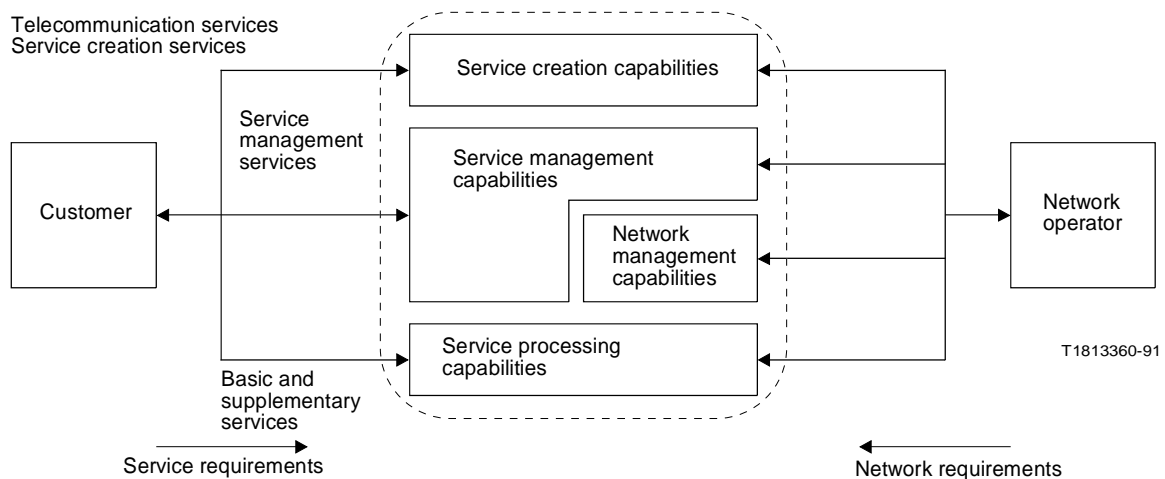 Telecommunication services
Service creation services
Service creation capabilities
Service
management
services
Service management
capabilities
Customer
Network
management
capabilities
Network
operator
Service processing
capabilities
T1813360-91
Basic and
supplementary
services
Service requirements
Network requirements